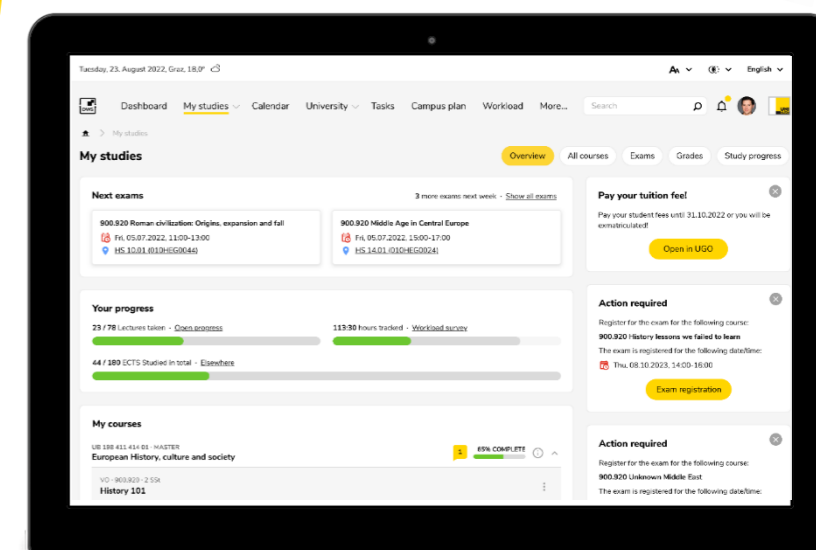 Tuesday, 23. August 2022, Graz, 18,0°
English
Dashboard My studies Calendar University Tasks Campus plan Workload More... Search
My studies
My studies
Overview All courses Exams Grades Study progress
Next exams
3 more exams next week - Show all exams
900.920 Roman civilization: Origins, expansion and fall
Fri, 05.07.2022, 11:00-13:00
HS 10.01 (010HEG0044)
900.920 Middle Age in Central Europe
Fri, 05.07.2022, 15:00-17:00
HS 14.01 (010HEG0024)
Your progress
23 / 78 Lectures taken - Open progress
113:30 hours tracked - Workload survey
44 / 180 ECTS Studied in total - Elsewhere
My courses
UB 198 411 414 01 - MASTER
European History, culture and society
1
65% COMPLETE
VO - 900.920 - 2 SSt
History 101
Pay your tuition fee!
Pay your student fees until 31.10.2022 or you will be
exmatriculated!
Open in UGO
Action required
Register for the exam for the following course:
900.920 History lessons we failed to learn
The exam is registered for the following date/time:
Thu, 08.10.2023, 14:00-16:00
Exam registration
Action required
Register for the exam for the following course:
900.920 Unknown Middle East
The exam is registered for the following date/time: